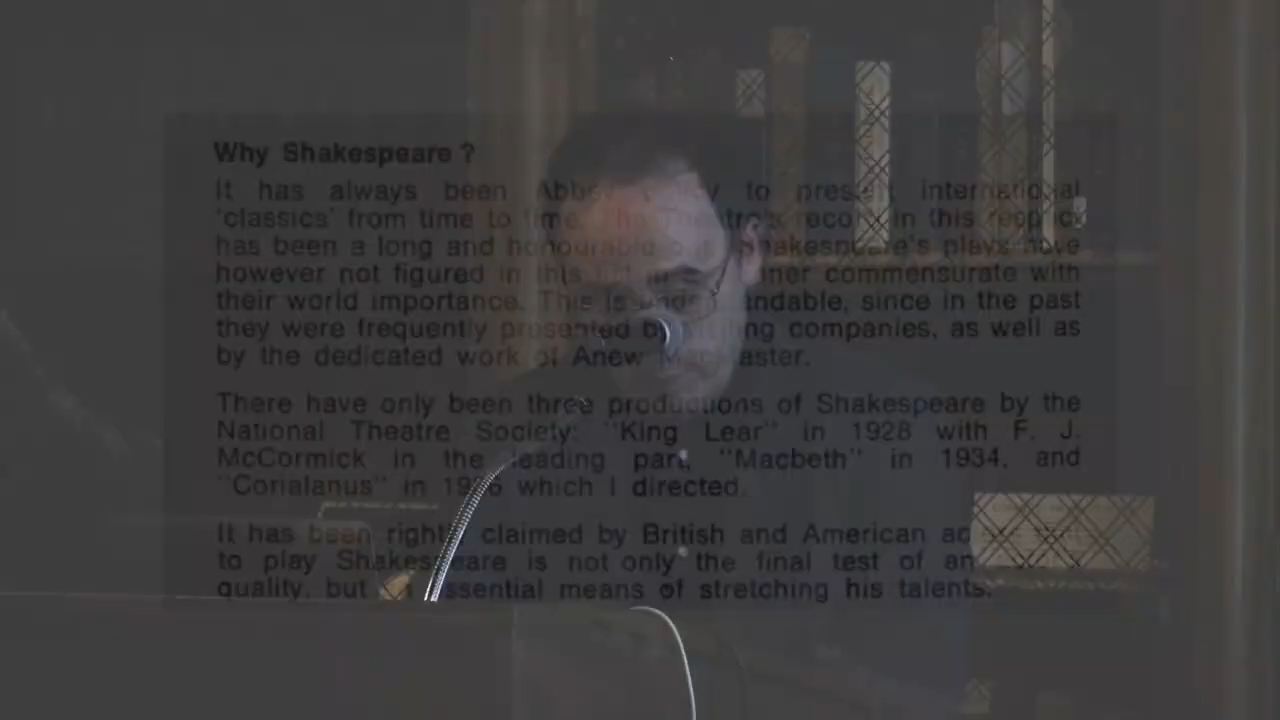 Why Shakespeare?
It has always been Abbey policy to present international
'classics' from time to time. The Theatre's record in this respect
has been a long and honourable one. Shakespeare's plays have
however not figured in this list in a manner commensurate with
their world importance. This is understandable, since in the past
they were frequently presented by visiting companies, as well as
by the dedicated work of Anew MacMaster.
There have only been three productions of Shakespeare by the
National Theatre Society: "King Lear" in 1928 with F. J.
McCormick in the leading part, "Macbeth" in 1934, and
"Corialanus" in which I directed.
It has been rightly claimed by British and American
to play Shakespeare is not only the final test of an
quality, but essential means of stretching his talents.